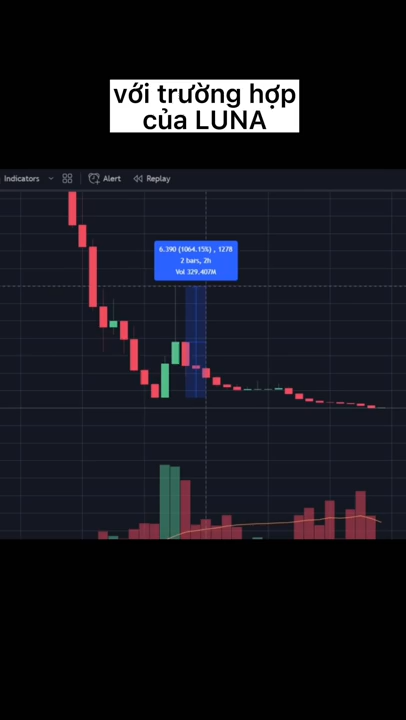 với trường hợp
của LUNA
Indicators
Alert
Replay
6.390 (1064.15%) , 1278
2 bars, 2h
Vol 329.407M